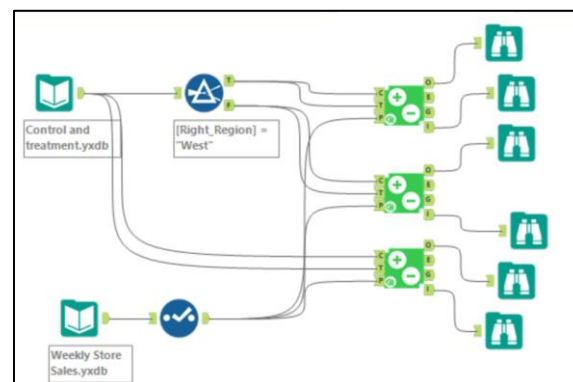 Control and
treatment.yxdb
[Right_Region] =
"West"
T
F
C
T
P
O
E
G
I
C
T
P
O
E
G
I
C
T
P
O
E
G
I
Weekly Store
Sales.yxdb